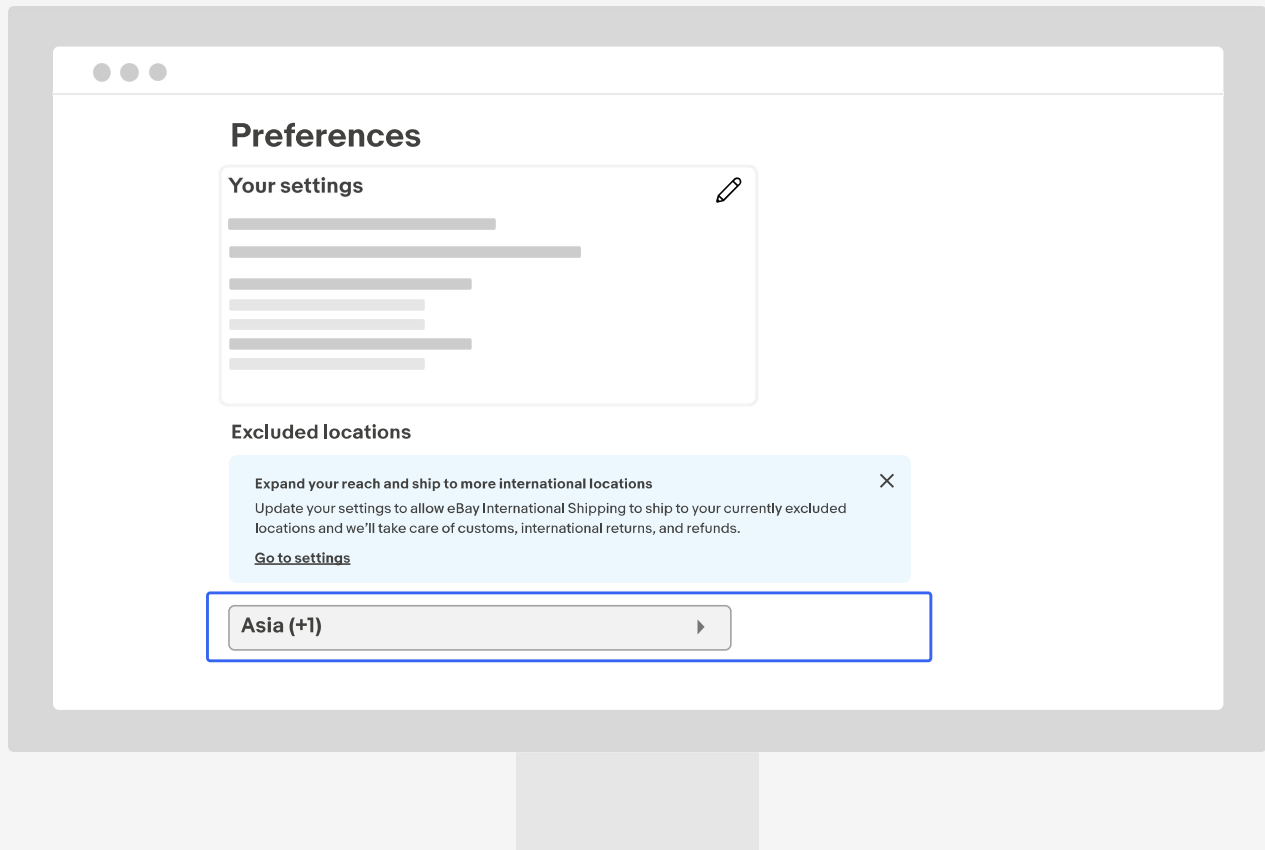 Preferences
Your settings
Excluded locations
Expand your reach and ship to more international locations
Update your settings to allow eBay International Shipping to ship to your currently excluded
locations and we’ll take care of customs, international returns, and refunds.
Go to settings
Asia (+1)